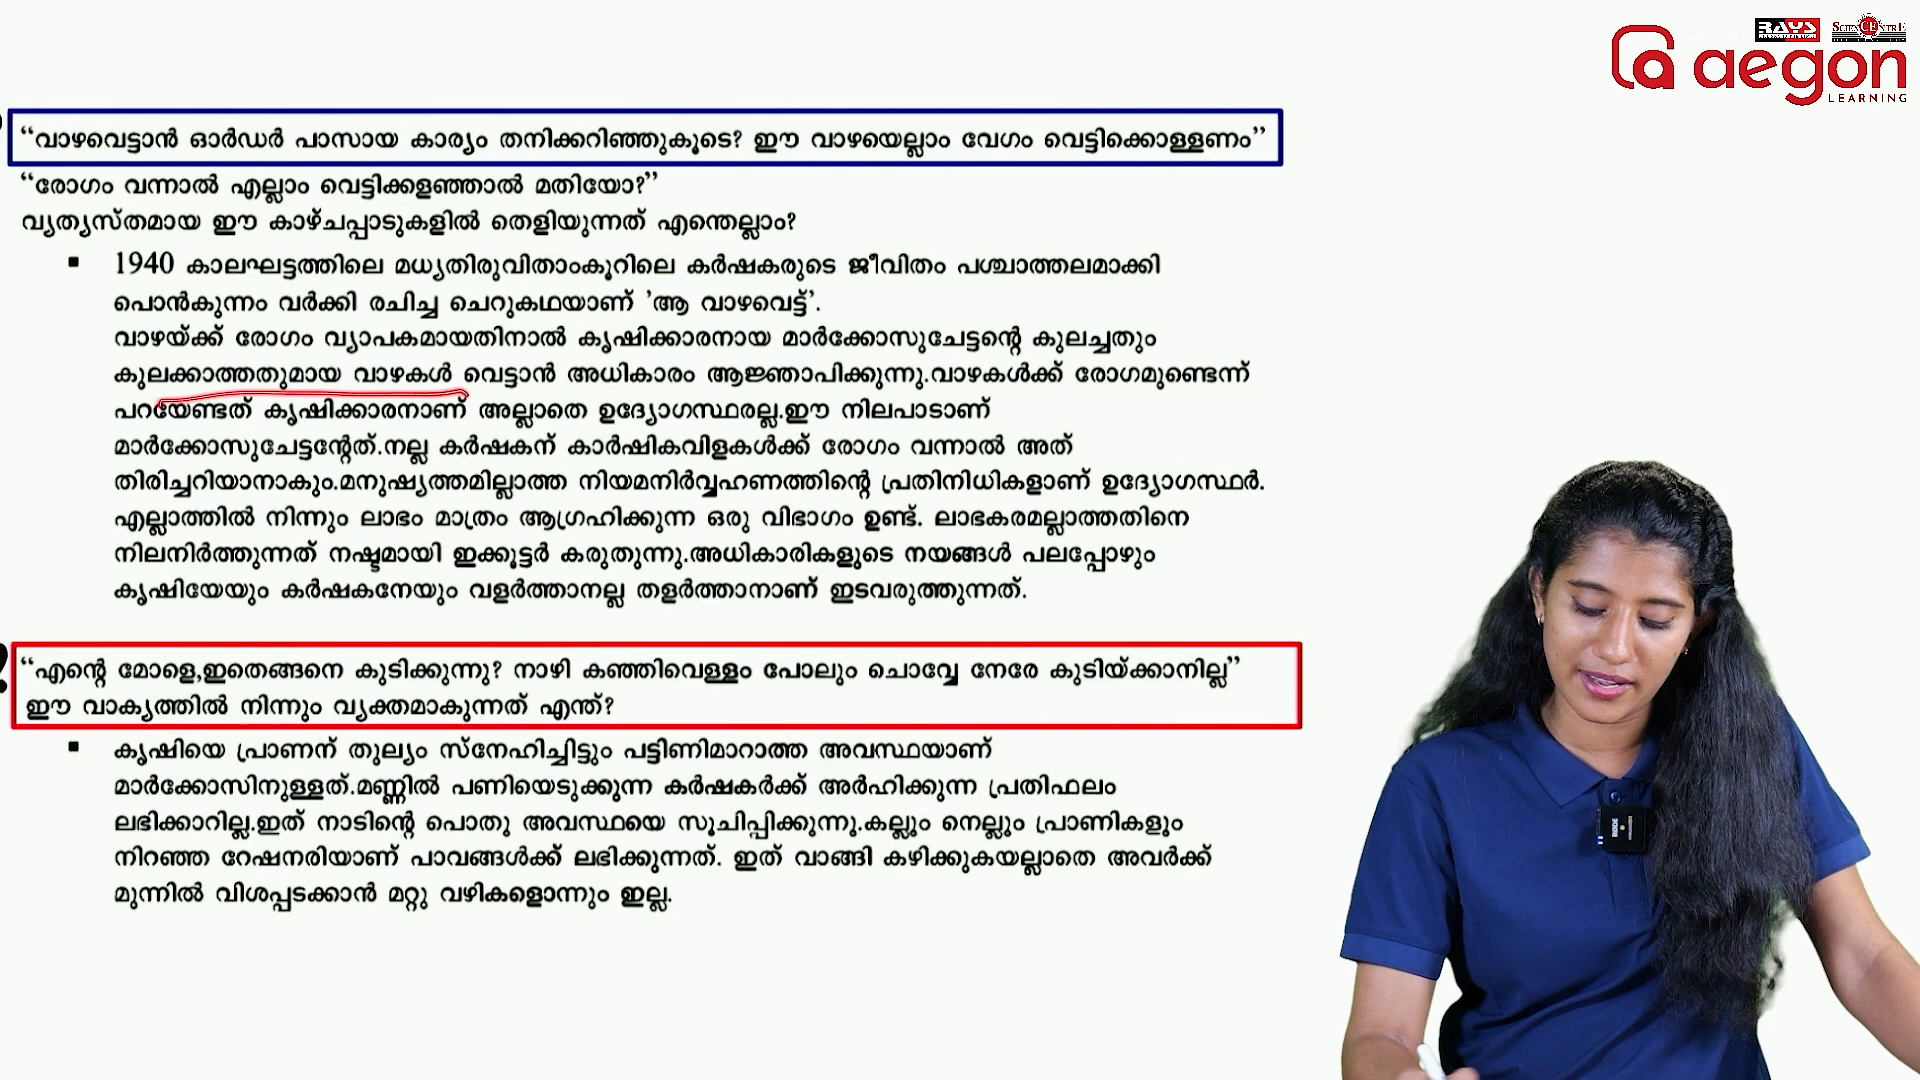 RAYS
SCIENCENTRE
aegon
LEARNING
“വാഴവെട്ടാൻ ഓർഡർ പാസായ കാര്യം തനിക്കറിഞ്ഞുകൂടെ? ഈ വാഴയെല്ലാം വേഗം വെട്ടിക്കൊള്ളണം”
“രോഗം വന്നാൽ എല്ലാം വെട്ടിക്കളഞ്ഞാൽ മതിയോ?”
വ്യത്യസ്തമായ ഈ കാഴ്ചപ്പാടുകളിൽ തെളിയുന്നത് എന്തെല്ലാം?
▪ 1940 കാലഘട്ടത്തിലെ മധ്യതിരുവിതാംകൂറിലെ കർഷകരുടെ ജീവിതം പശ്ചാത്തലമാക്കി
പൊൻകുന്നം വർക്കി രചിച്ച ചെറുകഥയാണ് ’ആ വാഴവെട്ട്’.
വാഴയ്ക്ക് രോഗം വ്യാപകമായതിനാൽ കൃഷിക്കാരനായ മാർക്കോസുചേട്ടന്റെ കുലച്ചതും
കുലക്കാത്തതുമായ വാഴകൾ വെട്ടാൻ അധികാരം ആജ്ഞാപിക്കുന്നു.വാഴകൾക്ക് രോഗമുണ്ടെന്ന്
പറയേണ്ടത് കൃഷിക്കാരനാണ് അല്ലാതെ ഉദ്യോഗസ്ഥരല്ല.ഈ നിലപാടാണ്
മാർക്കോസുചേട്ടന്റേത്.നല്ല കർഷകന് കാർഷികവിളകൾക്ക് രോഗം വന്നാൽ അത്
തിരിച്ചറിയാനാകും.മനുഷ്യത്തമില്ലാത്ത നിയമനിർവ്വഹണത്തിന്റെ പ്രതിനിധികളാണ് ഉദ്യോഗസ്ഥർ.
എല്ലാത്തിൽ നിന്നും ലാഭം മാത്രം ആഗ്രഹിക്കുന്ന ഒരു വിഭാഗം ഉണ്ട്. ലാഭകരമല്ലാത്തതിനെ
നിലനിർത്തുന്നത് നഷ്ടമായി ഇക്കൂട്ടർ കരുതുന്നു.അധികാരികളുടെ നയങ്ങൾ പലപ്പോഴും
കൃഷിയേയും കർഷകനേയും വളർത്താനല്ല തളർത്താനാണ് ഇടവരുത്തുന്നത്.
“എന്റെ മോളെ,ഇതെങ്ങനെ കുടിക്കുന്നു? നാഴി കഞ്ഞിവെള്ളം പോലും ചൊവ്വേ നേരേ കുടിയ്ക്കാനില്ല”
ഈ വാക്യത്തിൽ നിന്നും വ്യക്തമാകുന്നത് എന്ത്?
▪ കൃഷിയെ പ്രാണന് തുല്യം സ്നേഹിച്ചിട്ടും പട്ടിണിമാറാത്ത അവസ്ഥയാണ്
മാർക്കോസിനുള്ളത്.മണ്ണിൽ പണിയെടുക്കുന്ന കർഷകർക്ക് അർഹിക്കുന്ന പ്രതിഫലം
ലഭിക്കാറില്ല.ഇത് നാടിന്റെ പൊതു അവസ്ഥയെ സൂചിപ്പിക്കുന്നു.കല്ലും നെല്ലും പ്രാണികളും
നിറഞ്ഞ റേഷനരിയാണ് പാവങ്ങൾക്ക് ലഭിക്കുന്നത്. ഇത് വാങ്ങി കഴിക്കുകയല്ലാതെ അവർക്ക്
മുന്നിൽ വിശപ്പടക്കാൻ മറ്റു വഴികളൊന്നും ഇല്ല.